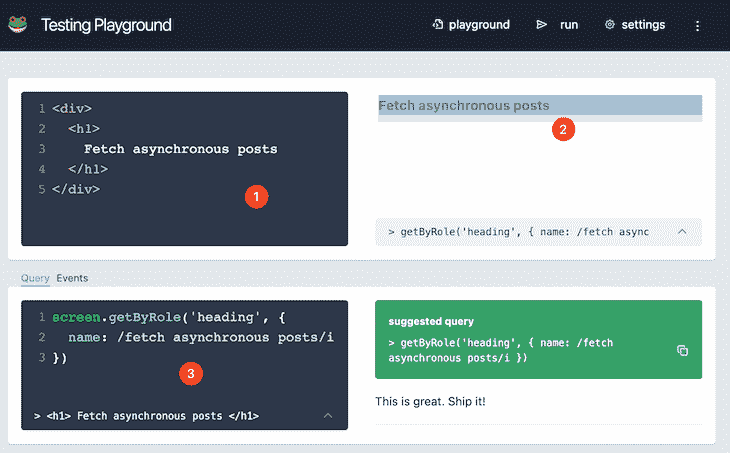 Testing Playground
playground
run
settings
1 <div>
2 <h1>
3 Fetch asynchronous posts
4 </h1>
5 </div>
1
Fetch asynchronous posts
2
> getByRole('heading', { name: /fetch async
Query Events
1 screen.getByRole('heading', {
2 name: /fetch asynchronous posts/i
3 })
3
> <h1> Fetch asynchronous posts </h1>
suggested query
> getByRole('heading', { name: /fetch
asynchronous posts/i })
This is great. Ship it!